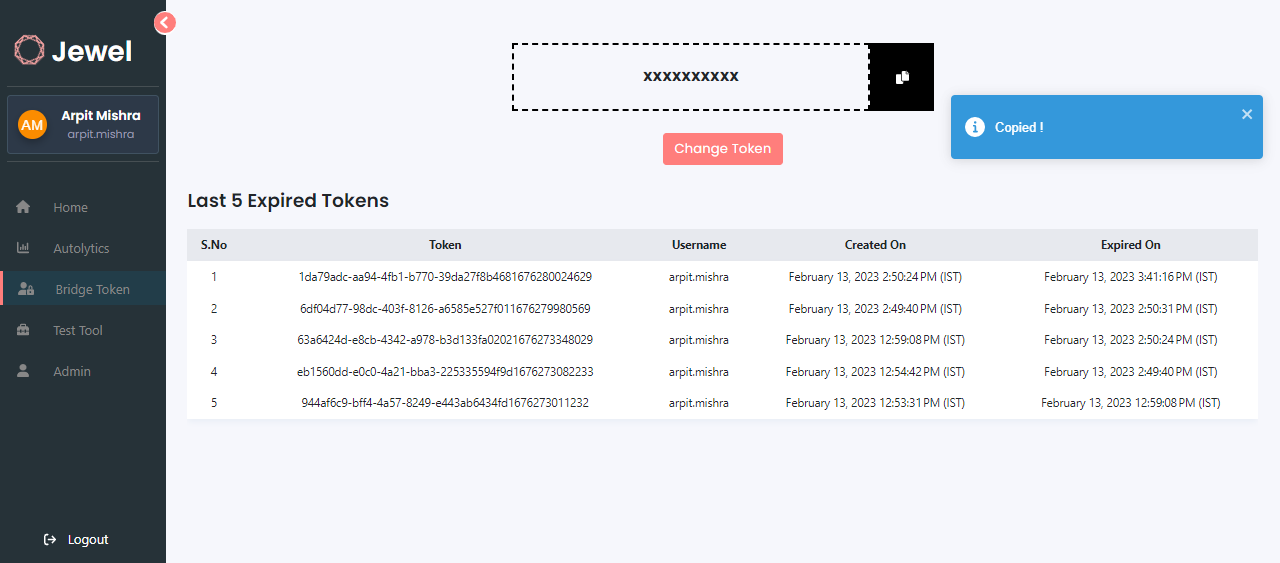 Jewel
AM
Arpit Mishra
arpit.mishra
Home
Autolytics
Bridge Token
Test Tool
Admin
Logout
xxxxxxxxxx
Change Token
Copied !
Last 5 Expired Tokens
S.No Token Username Created On Expired On
1 1da79adc-aa94-4fb1-b770-39da27f8b4681676280024629 arpit.mishra February 13, 2023 2:50:24 PM (IST) February 13, 2023 3:41:16 PM (IST)
2 6df04d77-98dc-403f-8126-a6585e527f011676279980569 arpit.mishra February 13, 2023 2:49:40 PM (IST) February 13, 2023 2:50:31 PM (IST)
3 63a6424d-e8cb-4342-a978-b3d133fa02021676273348029 arpit.mishra February 13, 2023 12:59:08 PM (IST) February 13, 2023 2:50:24 PM (IST)
4 eb1560dd-e0c0-4a21-bba3-225335594f9d1676273082233 arpit.mishra February 13, 2023 12:54:42 PM (IST) February 13, 2023 2:49:40 PM (IST)
5 944af6c9-bff4-4a57-8249-e443ab6434fd1676273011232 arpit.mishra February 13, 2023 12:53:31 PM (IST) February 13, 2023 12:59:08 PM (IST)